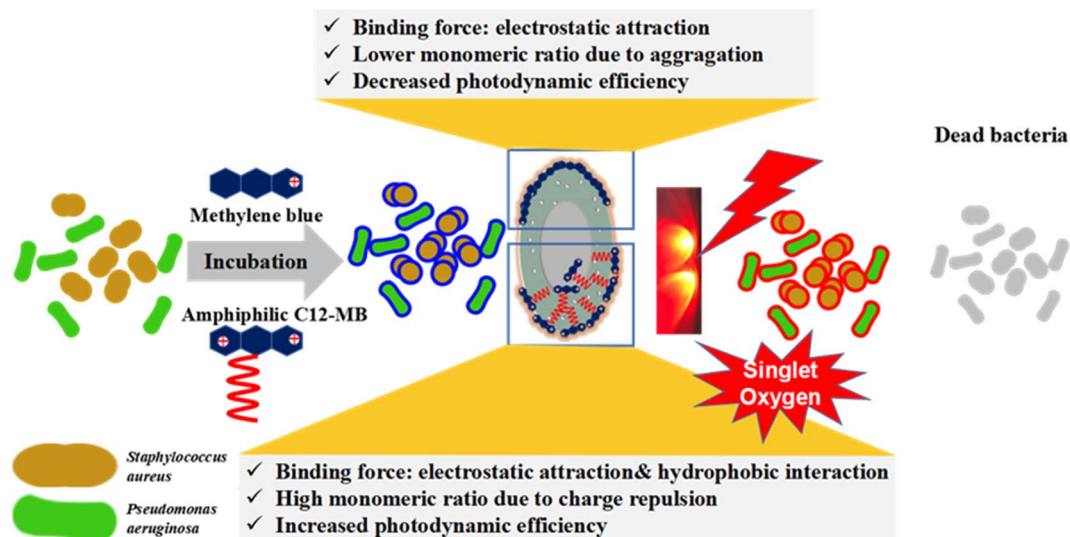 ✓ Binding force: electrostatic attraction
✓ Lower monomeric ratio due to aggragation
✓ Decreased photodynamic efficiency
Dead bacteria
Methylene blue
Incubation
Amphiphilic C12-MB
Singlet
Oxygen
Staphylococcus
aureus
Pseudomonas
aeruginosa
✓ Binding force: electrostatic attraction& hydrophobic interaction
✓ High monomeric ratio due to charge repulsion
✓ Increased photodynamic efficiency